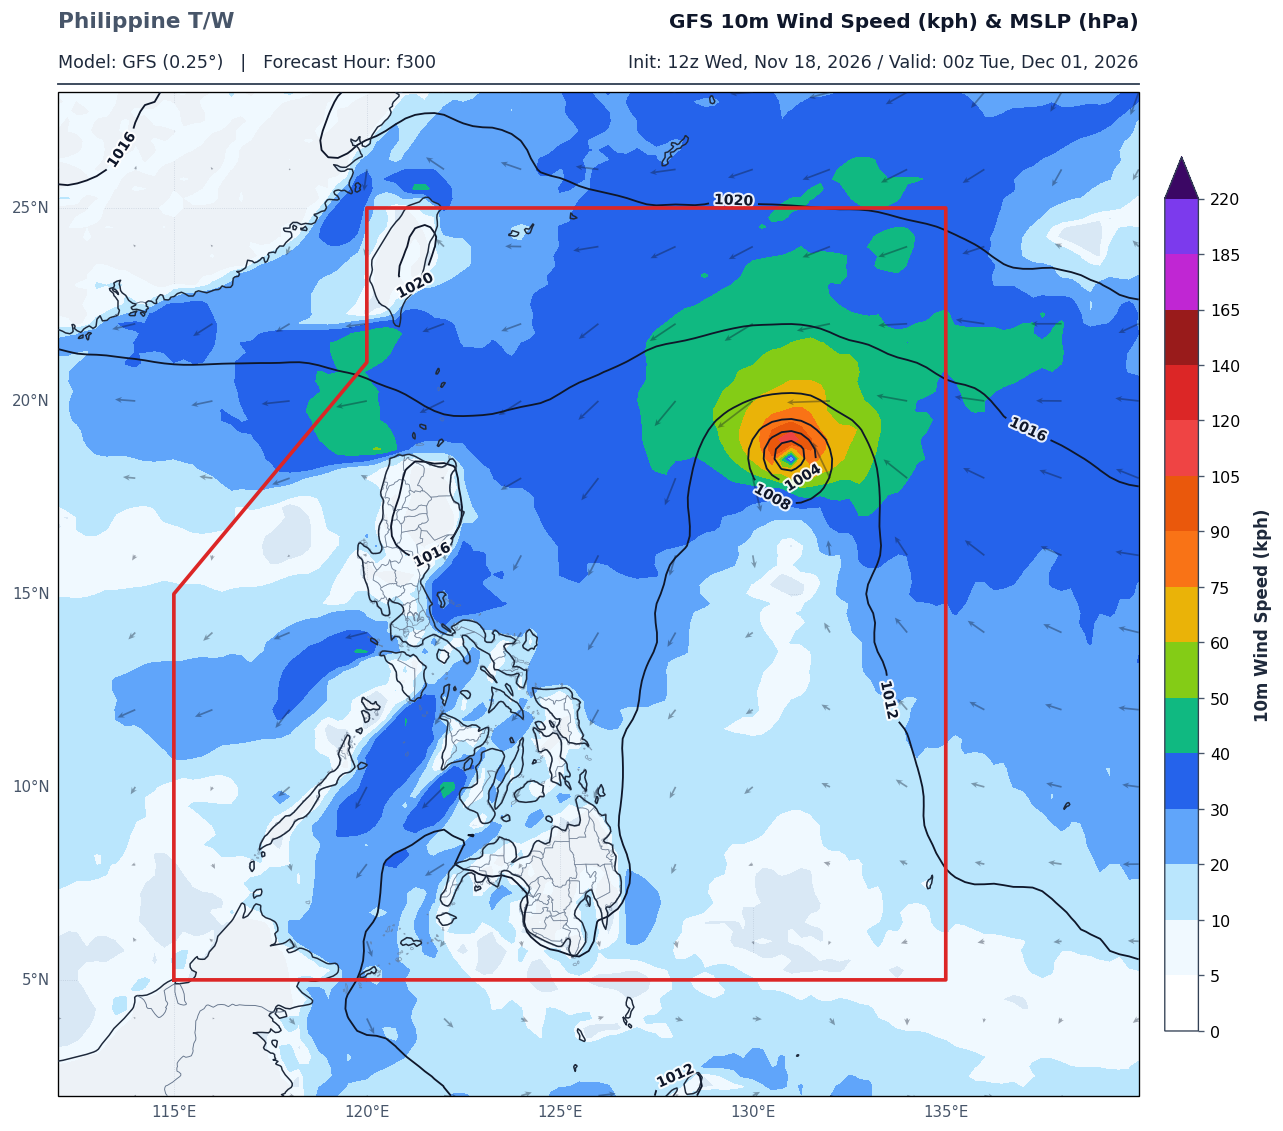 Philippine T/W
GFS 10m Wind Speed (kph) & MSLP (hPa)
Model: GFS (0.25°)   |   Forecast Hour: f300
Init: 12z Wed, Nov 18, 2026 / Valid: 00z Tue, Dec 01, 2026
1016
1020
1020
1016
1004
1008
1016
1012
1012
25°N
20°N
15°N
10°N
5°N
115°E
120°E
125°E
130°E
135°E
220
185
165
140
120
105
90
75
60
50
40
30
20
10
5
0
10m Wind Speed (kph)